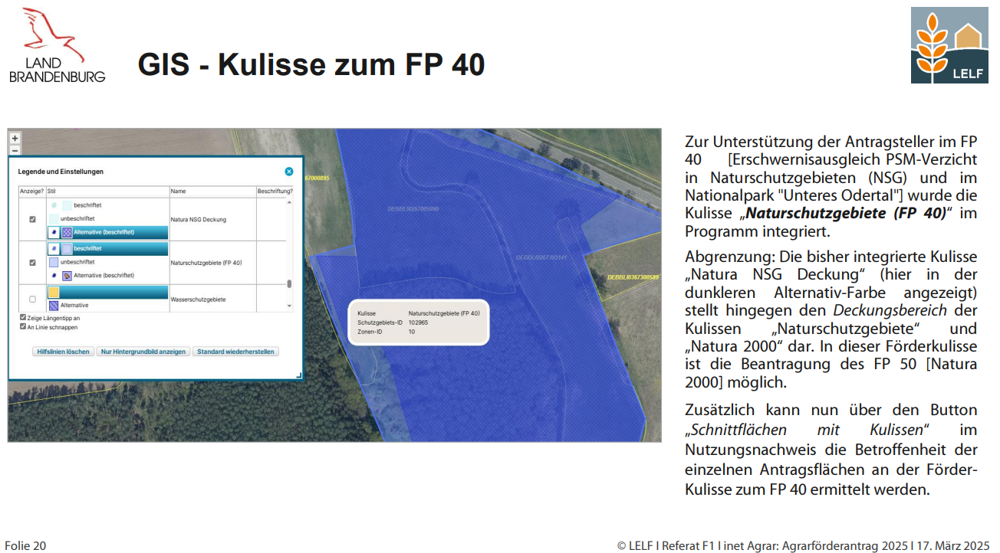 LAND
BRANDENBURG
GIS - Kulisse zum FP 40
LELF
+
−
Legende und Einstellungen
Anzeige? Stil Name Beschriftung?
beschriftet
unbeschriftet
Natura NSG Deckung
Alternative (beschriftet)
beschriftet
unbeschriftet
Naturschutzgebiete (FP 40)
Alternative (beschriftet)
Wasserschutzgebiete
Alternative
Zeige Längentipp an
An Linie schnappen
Hilfslinien löschen Nur Hintergrundbild anzeigen Standard wiederherstellen
67000895
DEBBLI0367300589
Kulisse Naturschutzgebiete (FP 40)
Schutzgebiets-ID 102965
Zonen-ID 10
Zur Unterstützung der Antragsteller im FP
40 [Erschwernisausgleich PSM-Verzicht
in Naturschutzgebieten (NSG) und im
Nationalpark "Unteres Odertal"] wurde die
Kulisse „Naturschutzgebiete (FP 40)“ im
Programm integriert.
Abgrenzung: Die bisher integrierte Kulisse
„Natura NSG Deckung“ (hier in der
dunkleren Alternativ-Farbe angezeigt)
stellt hingegen den Deckungsbereich der
Kulissen „Naturschutzgebiete“ und
„Natura 2000“ dar. In dieser Förderkulisse
ist die Beantragung des FP 50 [Natura
2000] möglich.
Zusätzlich kann nun über den Button
„Schnittflächen mit Kulissen“ im
Nutzungsnachweis die Betroffenheit der
einzelnen Antragsflächen an der Förder-
Kulisse zum FP 40 ermittelt werden.
Folie 20
© LELF I Referat F1 I inet Agrar: Agrarförderantrag 2025 I 17. März 2025